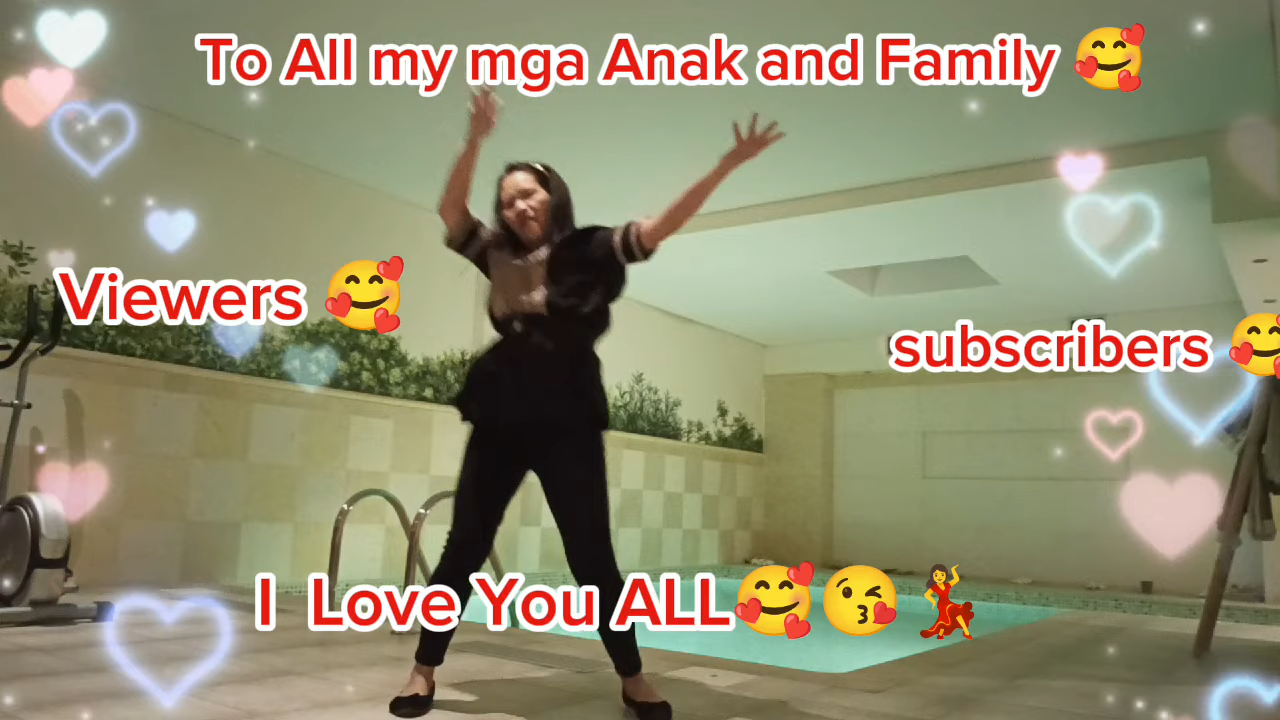 To All my mga Anak and Family 🥰
Viewers 🥰
subscribers 🥰
I Love You ALL🥰😘💃